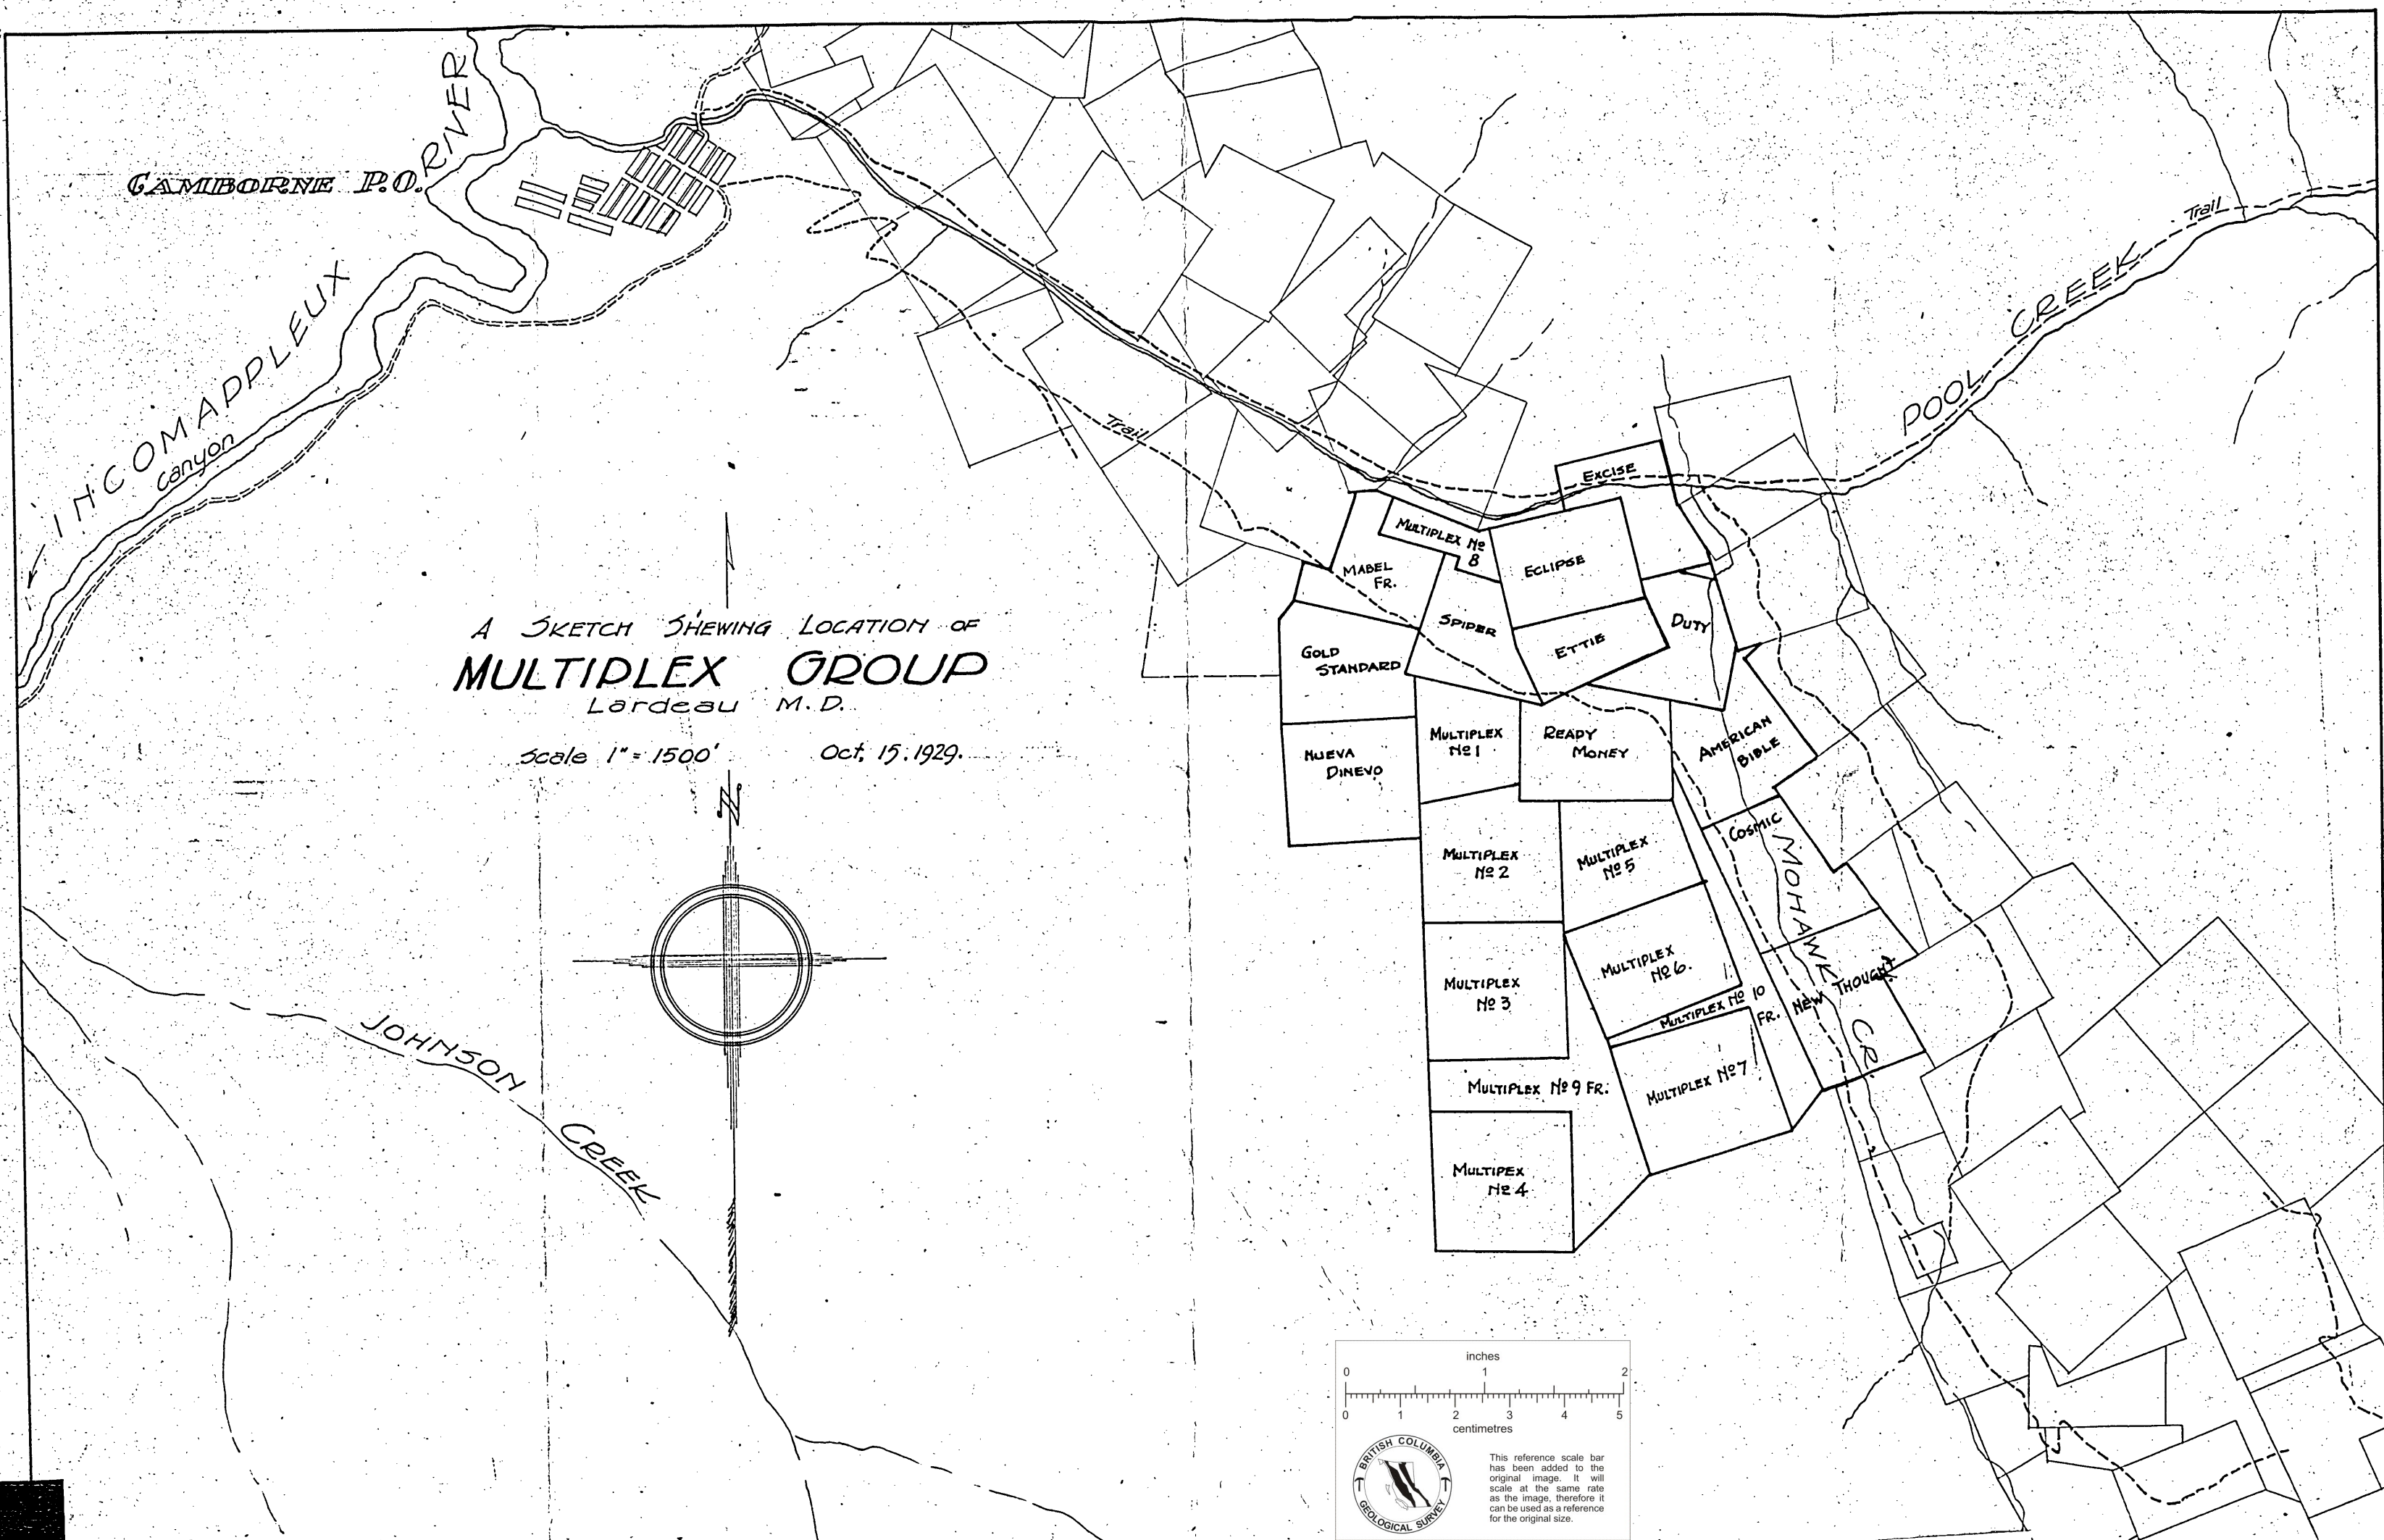 CAMBORNE P.O.
RIVER
INCOMAPPLEUX
Canyon
Trail
Trail
POOL CREEK
EXCISE
MULTIPLEX No
8
ECLIPSE
MABEL
FR.
SPIDER
ETTIE
DUTY
GOLD
STANDARD
A SKETCH SHEWING LOCATION OF
MULTIPLEX GROUP
Lardeau M.D.
Scale 1" = 1500' Oct. 15. 1929.
N
NUEVA
DINEVO
MULTIPLEX
No 1
READY
MONEY
AMERICAN
BIBLE
COSMIC
MULTIPLEX
No 2
MULTIPLEX
No 5
MOHAWK CR.
MULTIPLEX
No 3
MULTIPLEX
No 6.
MULTIPLEX No 10
FR.
NEW THOUGHT
MULTIPLEX No 9 FR.
MULTIPLEX No 7
MULTIPEX
No 4
JOHNSON CREEK
inches
0 1 2
0 1 2 3 4 5
centimetres
BRITISH COLUMBIA
GEOLOGICAL SURVEY
This reference scale bar
has been added to the
original image. It will
scale at the same rate
as the image, therefore it
can be used as a reference
for the original size.